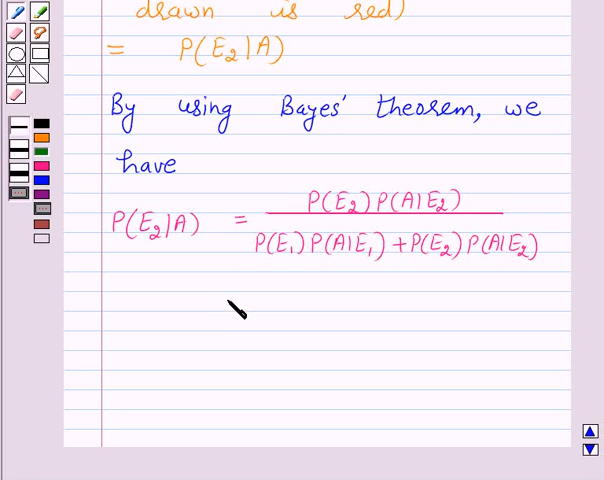 drawn is red)
= P(E₂|A)
By using Bayes' theorem, we
have
P(E₂|A) = P(E₂)P(A|E₂)
P(E₁)P(A|E₁)+P(E₂)P(A|E₂)